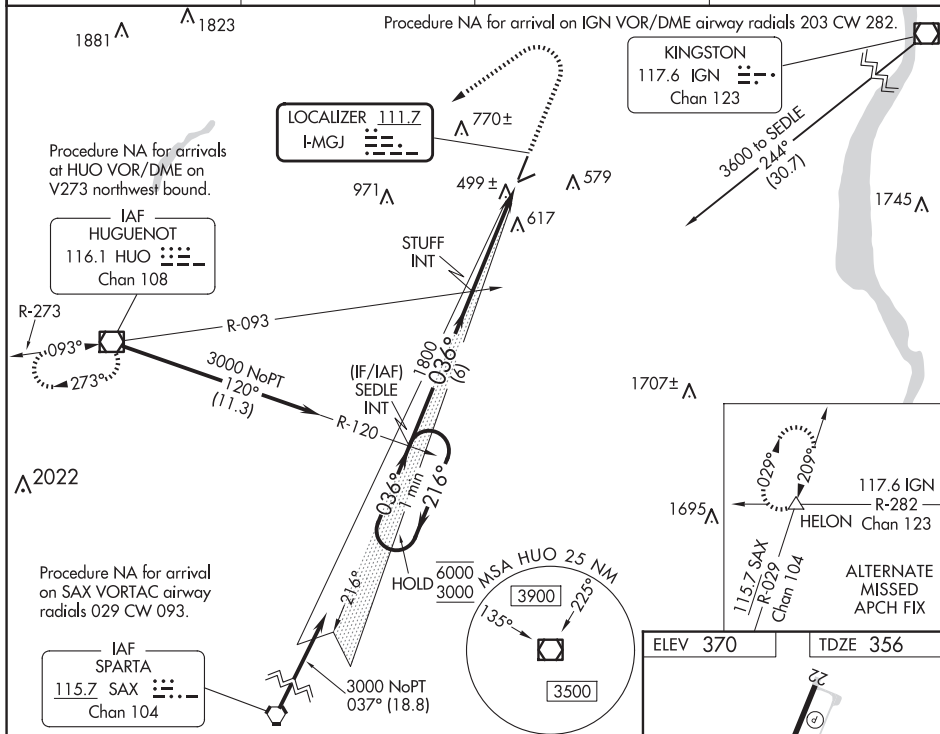 Procedure NA for arrival on IGN VOR/DME airway radials 203 CW 282.
1881
1823
KINGSTON
117.6 IGN
Chan 123
LOCALIZER 111.7
I-MGJ
770±
3600 to SEDLE
244°
(30.7)
Procedure NA for arrivals
at HUO VOR/DME on
V273 northwest bound.
971
499±
579
1745
617
IAF
HUGUENOT
116.1 HUO
Chan 108
STUFF
INT
R-273
R-093
093°
273°
3000 NoPT
120°
(11.3)
R-120
(IF/IAF)
SEDLE
INT
1800
036°
(6)
1707±
2022
036°
1 min
216°
029°
209°
117.6 IGN
R-282
Chan 123
HELON
1695
115.7 SAX
R-029
Chan 104
ALTERNATE
MISSED
APCH FIX
Procedure NA for arrival
on SAX VORTAC airway
radials 029 CW 093.
216°
HOLD
6000
3000
MSA HUO 25 NM
3900
135°
225°
3500
IAF
SPARTA
115.7 SAX
Chan 104
3000 NoPT
037° (18.8)
ELEV 370
TDZE 356
22
P